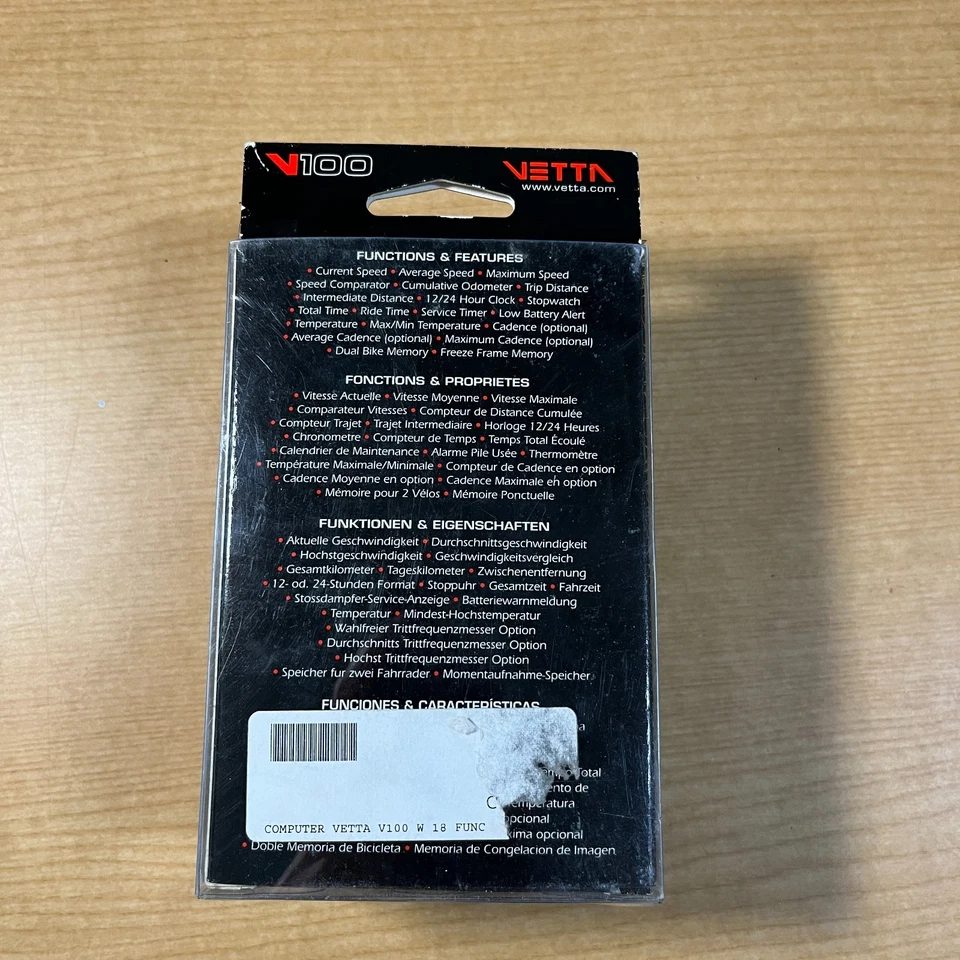 V100
VETTA
www.vetta.com
FUNCTIONS & FEATURES
• Current Speed • Average Speed • Maximum Speed
• Speed Comparator • Cumulative Odometer • Trip Distance
• Intermediate Distance • 12/24 Hour Clock • Stopwatch
• Total Time • Ride Time • Service Timer • Low Battery Alert
• Temperature • Max/Min Temperature • Cadence (optional)
• Average Cadence (optional) • Maximum Cadence (optional)
• Dual Bike Memory • Freeze Frame Memory
FONCTIONS & PROPRIETES
• Vitesse Actuelle • Vitesse Moyenne • Vitesse Maximale
• Comparateur Vitesses • Compteur de Distance Cumulée
• Compteur Trajet • Trajet Intermediaire • Horloge 12/24 Heures
• Chronometre • Compteur de Temps • Temps Total Écoulé
• Calendrier de Maintenance • Alarme Pile Usée • Thermomètre
• Température Maximale/Minimale • Compteur de Cadence en option
• Cadence Moyenne en option • Cadence Maximale en option
• Mémoire pour 2 Vélos • Mémoire Ponctuelle
FUNKTIONEN & EIGENSCHAFTEN
• Aktuelle Geschwindigkeit • Durchschnittsgeschwindigkeit
• Hochstgeschwindigkeit • Geschwindigkeitsvergleich
• Gesamtkilometer • Tageskilometer • Zwischenentfernung
• 12- od. 24-Stunden Format • Stoppuhr • Gesamtzeit • Fahrzeit
• Stossdampfer-Service-Anzeige • Batteriewarnmeldung
• Temperatur • Mindest-Hochstemperatur
• Wahlfreier Trittfrequenzmesser Option
• Durchschnitts Trittfrequenzmesser Option
• Hochst Trittfrequenzmesser Option
• Speicher fur zwei Fahrrader • Momentaufnahme-Speicher
FUNCIONES & CARACTERÍSTICAS
Total
de
Temperatura
opcional
opcional
COMPUTER VETTA V100 W 18 FUNC
• Doble Memoria de Bicicleta • Memoria de Congelacion de Imagen